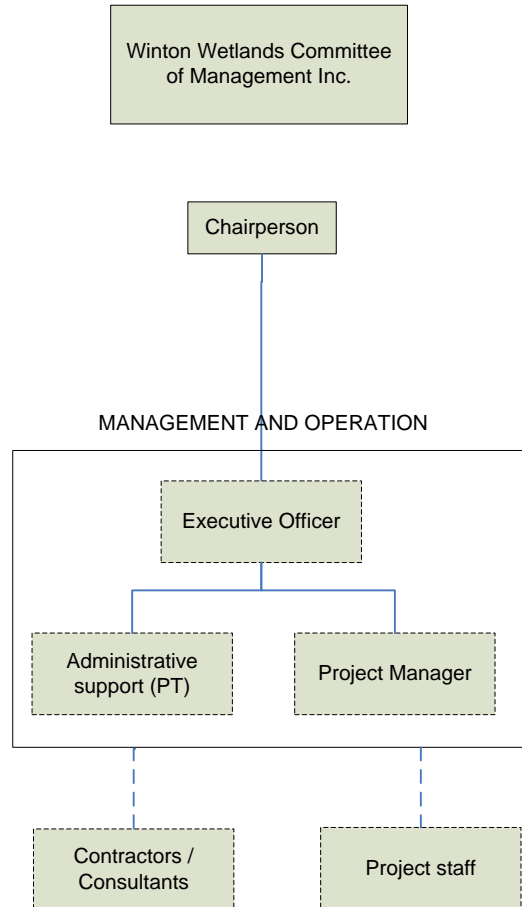 Winton Wetlands Committee
of Management Inc.
Chairperson
MANAGEMENT AND OPERATION
Executive Officer
Administrative
support (PT)
Project Manager
Contractors /
Consultants
Project staff